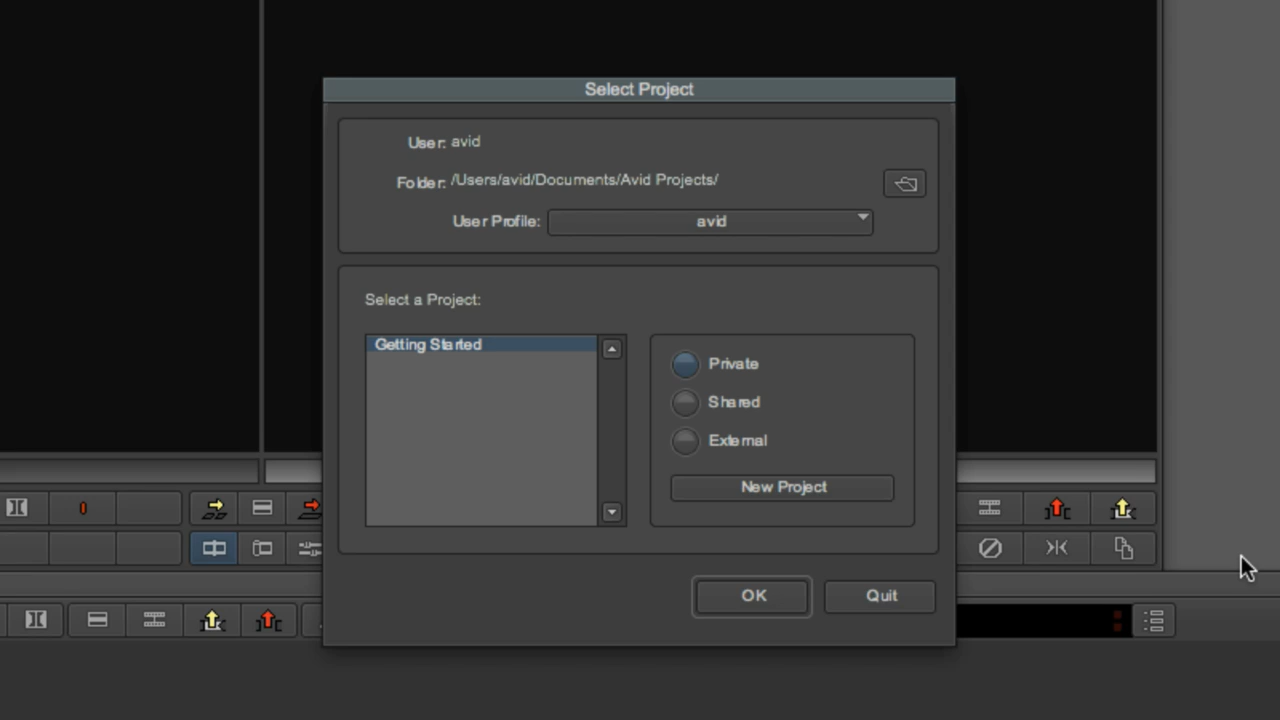 Select Project
User: avid
Folder: /Users/avid/Documents/Avid Projects/
User Profile: avid
Select a Project:
Getting Started
Private
Shared
External
New Project
OK
Quit